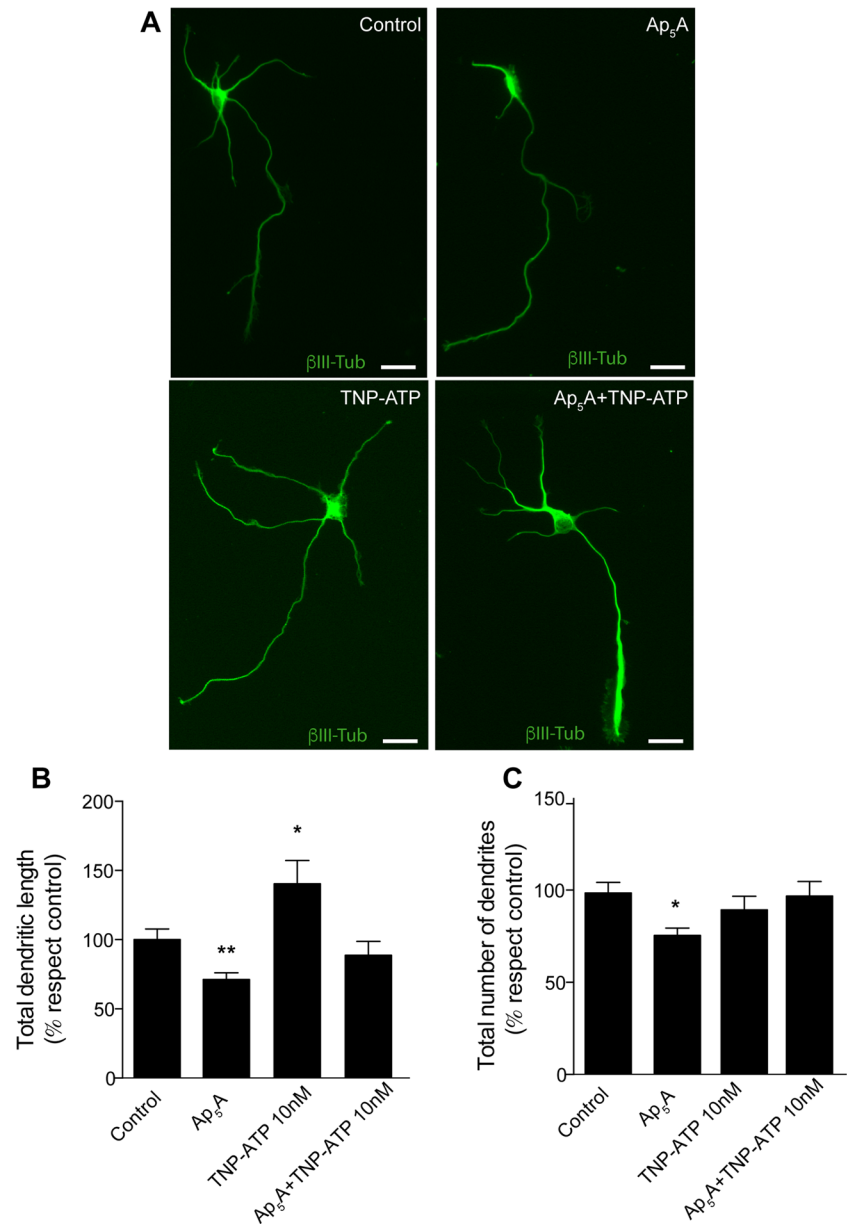 A
Control
Ap5A
βIII-Tub
βIII-Tub
TNP-ATP
Ap5A+TNP-ATP
βIII-Tub
βIII-Tub
B
Total dendritic length
(% respect control)
200
150
100
50
0
**
*
Control
Ap5A
TNP-ATP 10nM
Ap5A+TNP-ATP 10nM
C
Total number of dendrites
(% respect control)
150
100
50
0
*
Control
Ap5A
TNP-ATP 10nM
Ap5A+TNP-ATP 10nM